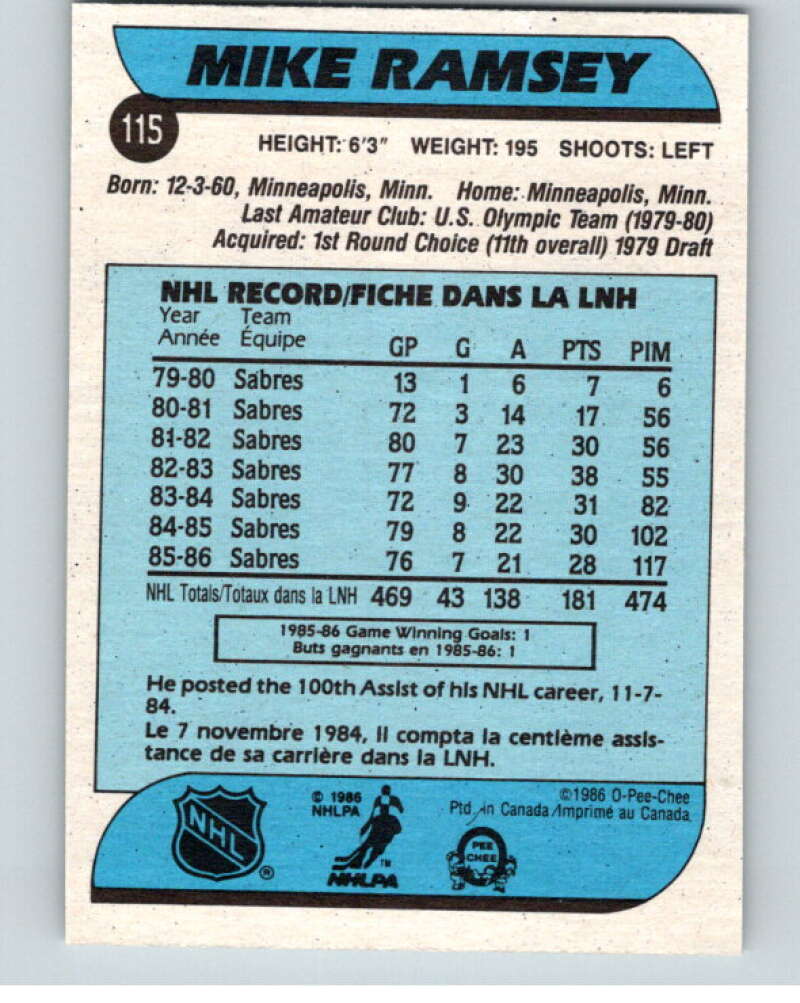 MIKE RAMSEY
115
HEIGHT: 6'3" WEIGHT: 195 SHOOTS: LEFT
Born: 12-3-60, Minneapolis, Minn. Home: Minneapolis, Minn.
Last Amateur Club: U.S. Olympic Team (1979-80)
Acquired: 1st Round Choice (11th overall) 1979 Draft
NHL RECORD/FICHE DANS LA LNH
Year Team
Année Équipe GP G A PTS PIM
79-80 Sabres 13 1 6 7 6
80-81 Sabres 72 3 14 17 56
81-82 Sabres 80 7 23 30 56
82-83 Sabres 77 8 30 38 55
83-84 Sabres 72 9 22 31 82
84-85 Sabres 79 8 22 30 102
85-86 Sabres 76 7 21 28 117
NHL Totals/Totaux dans la LNH 469 43 138 181 474
1985-86 Game Winning Goals: 1
Buts gagnants en 1985-86: 1
He posted the 100th Assist of his NHL career, 11-7-
84.
Le 7 novembre 1984, il compta la centième assis-
tance de sa carrière dans la LNH.
NHL ®
© 1986
NHLPA
TM
NHLPA
©1986 O-Pee-Chee
Ptd. in Canada/Imprimé au Canada
PEE
CHEE